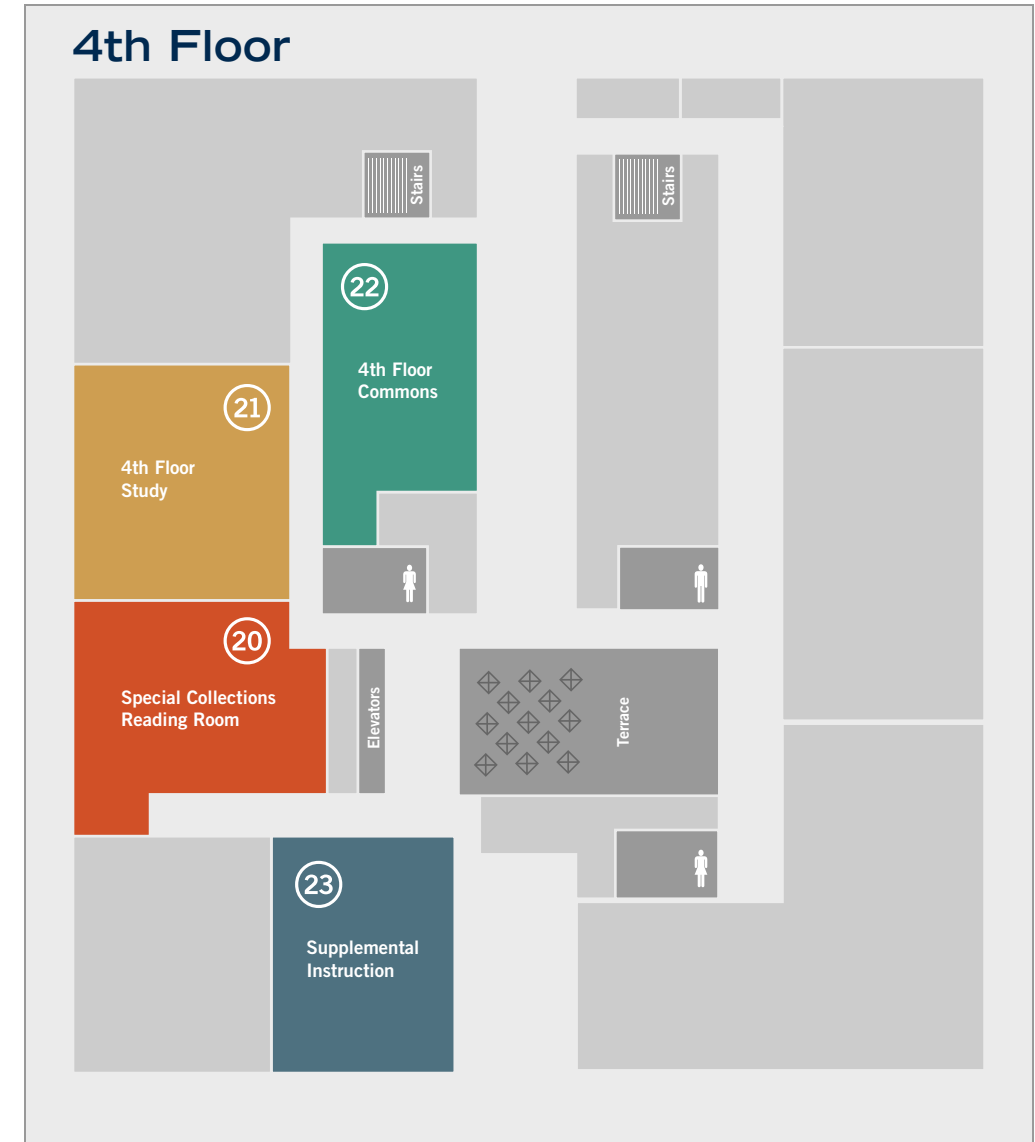 4th Floor
Stairs
Stairs
22
4th Floor
Commons
21
4th Floor
Study
20
Special Collections
Reading Room
Elevators
Terrace
23
Supplemental
Instruction